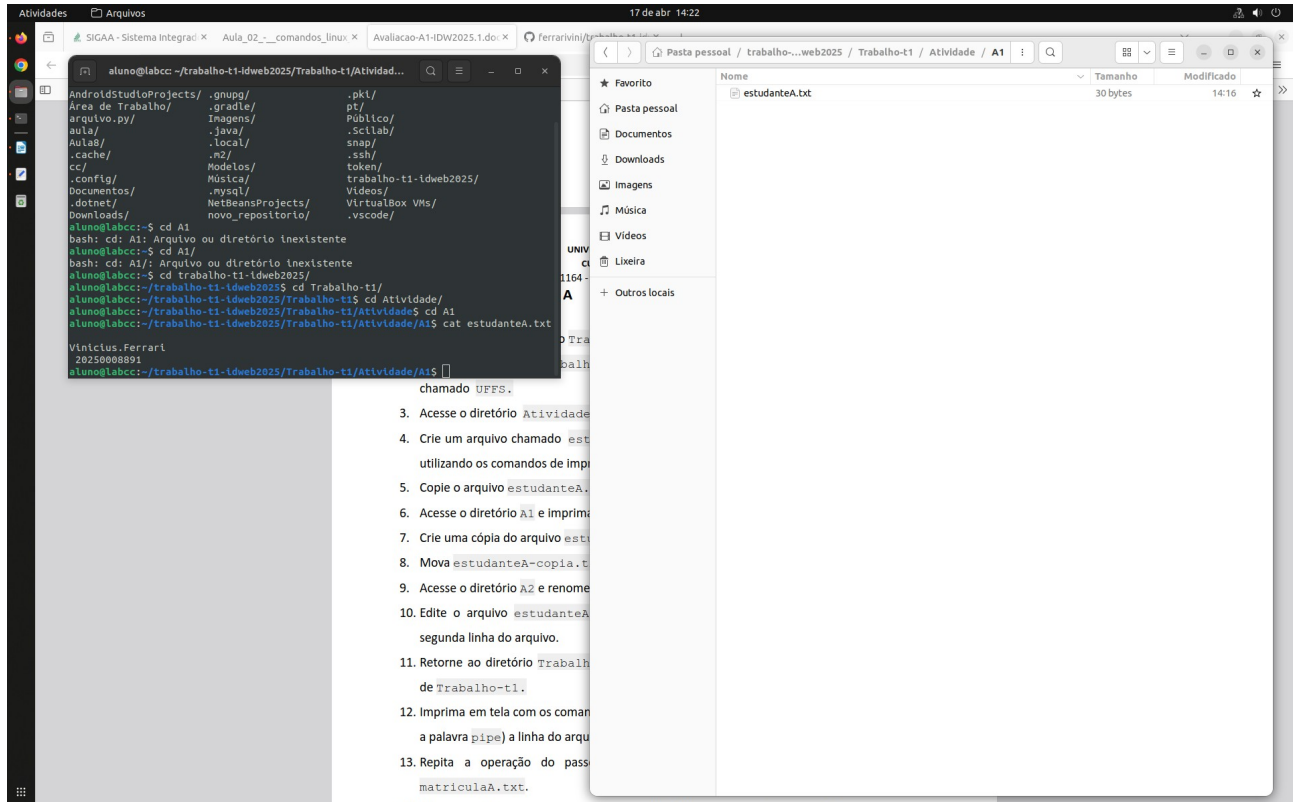 Atividades
Arquivos
17 de abr 14:22
SIGAA - Sistema Integrad
Aula_02_-__comandos_linux
Avaliacao-A1-IDW2025.1.doc
Pasta pessoal / trabalho-...web2025 / Trabalho-t1 / Atividade / A1
aluno@labcc: ~/trabalho-t1-idweb2025/Trabalho-t1/Atividad...
AndroidStudioProjects/ .gnupg/ .pki/
Área de Trabalho/ .gradle/ pt/
arquivo.py/ Imagens/ Público/
aula/ .java/ .Scilab/
Aula8/ .local/ snap/
.cache/ .m2/ .ssh/
cc/ Modelos/ token/
.config/ Música/ trabalho-t1-idweb2025/
Documentos/ .mysql/ Vídeos/
.dotnet/ NetBeansProjects/ VirtualBox VMs/
Downloads/ novo_repositorio/ .vscode/
aluno@labcc:~$ cd A1
bash: cd: A1: Arquivo ou diretório inexistente
aluno@labcc:~$ cd A1/
bash: cd: A1/: Arquivo ou diretório inexistente
aluno@labcc:~$ cd trabalho-t1-idweb2025/
aluno@labcc:~/trabalho-t1-idweb2025$ cd Trabalho-t1/
aluno@labcc:~/trabalho-t1-idweb2025/Trabalho-t1$ cd Atividade/
aluno@labcc:~/trabalho-t1-idweb2025/Trabalho-t1/Atividade$ cd A1
aluno@labcc:~/trabalho-t1-idweb2025/Trabalho-t1/Atividade/A1$ cat estudanteA.txt
Vinicius.Ferrari
20250008891
aluno@labcc:~/trabalho-t1-idweb2025/Trabalho-t1/Atividade/A1$
Favorito
Pasta pessoal
Documentos
Downloads
Imagens
Música
Vídeos
Lixeira
+ Outros locais
Nome Tamanho Modificado
estudanteA.txt 30 bytes 14:16
UNIV
1164 -
A
chamado UFFS.
3. Acesse o diretório Atividade
4. Crie um arquivo chamado est
utilizando os comandos de impr
5. Copie o arquivo estudanteA.
6. Acesse o diretório A1 e imprima
7. Crie uma cópia do arquivo estu
8. Mova estudanteA-copia.t
9. Acesse o diretório A2 e renome
10. Edite o arquivo estudanteA
segunda linha do arquivo.
11. Retorne ao diretório Trabalh
de Trabalho-t1.
12. Imprima em tela com os coman
a palavra pipe) a linha do arqu
13. Repita a operação do pass
matriculaA.txt.